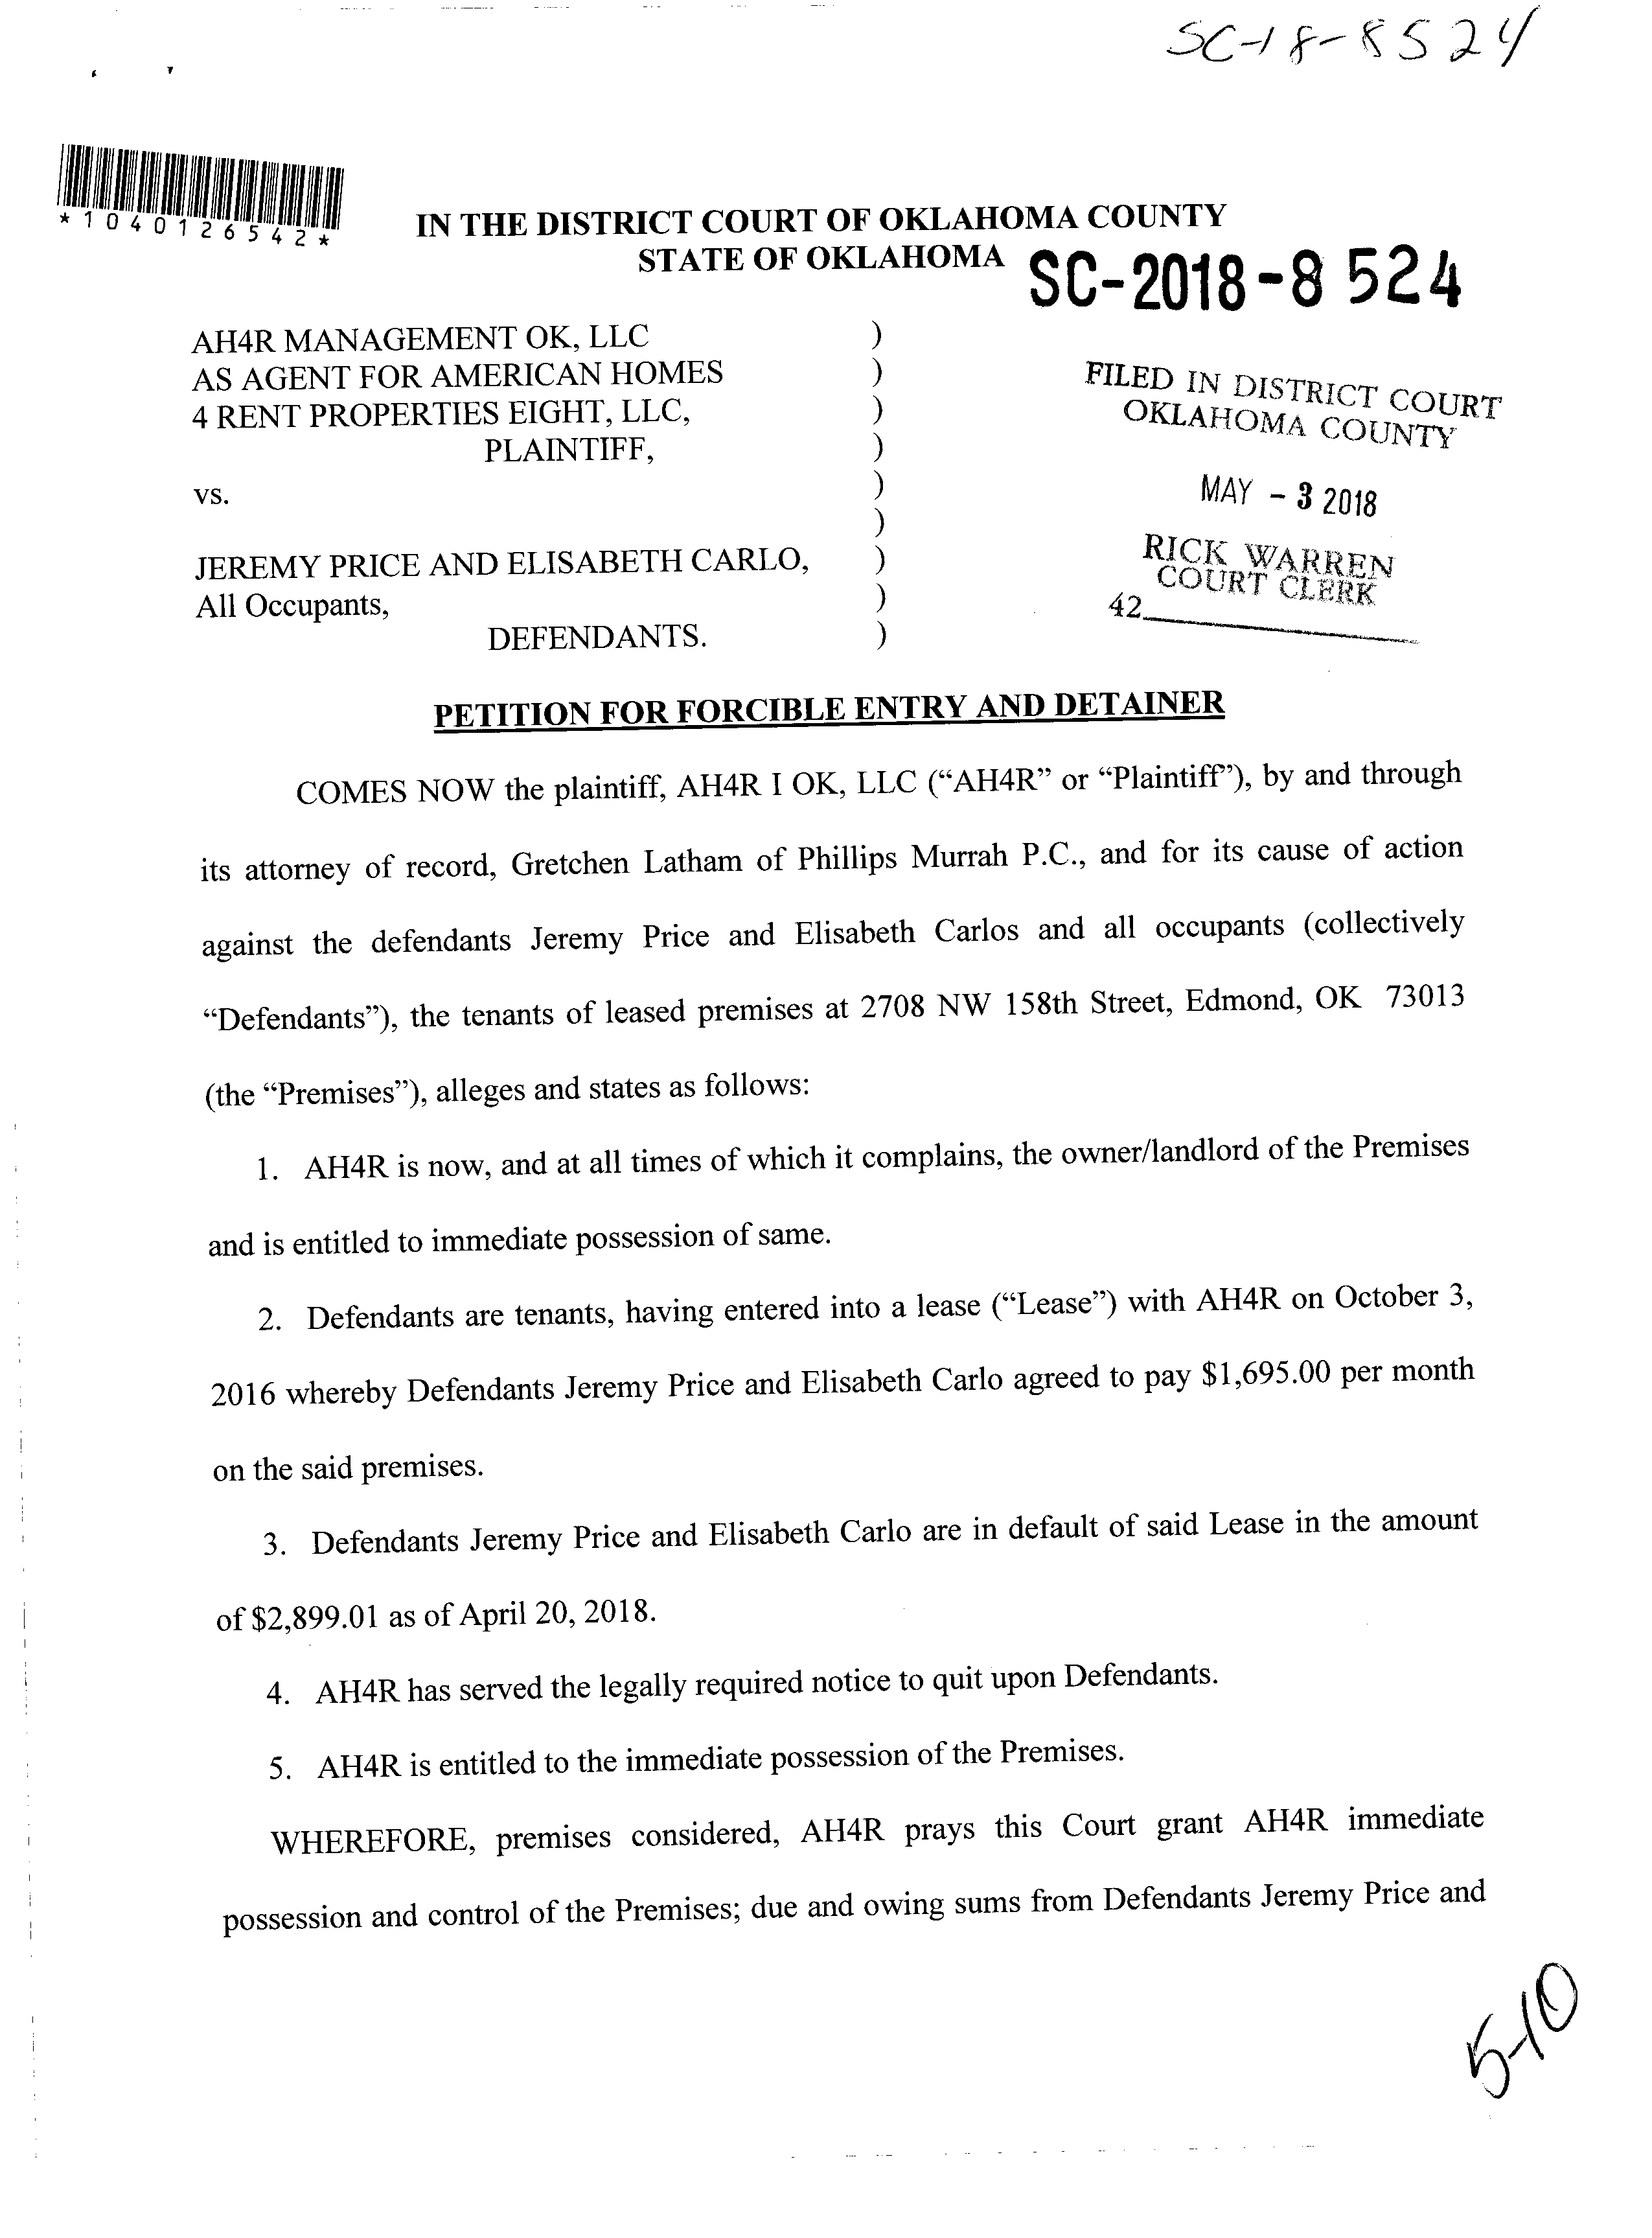 SC-18-8524
*1040126542*
IN THE DISTRICT COURT OF OKLAHOMA COUNTY
STATE OF OKLAHOMA
SC-2018-8524
AH4R MANAGEMENT OK, LLC )
AS AGENT FOR AMERICAN HOMES )
4 RENT PROPERTIES EIGHT, LLC, )
PLAINTIFF, )
vs. )
)
JEREMY PRICE AND ELISABETH CARLO, )
All Occupants, )
DEFENDANTS. )
FILED IN DISTRICT COURT
OKLAHOMA COUNTY
MAY - 3 2018
RICK WARREN
COURT CLERK
42
PETITION FOR FORCIBLE ENTRY AND DETAINER
COMES NOW the plaintiff, AH4R I OK, LLC (“AH4R” or “Plaintiff”), by and through
its attorney of record, Gretchen Latham of Phillips Murrah P.C., and for its cause of action
against the defendants Jeremy Price and Elisabeth Carlos and all occupants (collectively
“Defendants”), the tenants of leased premises at 2708 NW 158th Street, Edmond, OK 73013
(the “Premises”), alleges and states as follows:
1. AH4R is now, and at all times of which it complains, the owner/landlord of the Premises
and is entitled to immediate possession of same.
2. Defendants are tenants, having entered into a lease (“Lease”) with AH4R on October 3,
2016 whereby Defendants Jeremy Price and Elisabeth Carlo agreed to pay $1,695.00 per month
on the said premises.
3. Defendants Jeremy Price and Elisabeth Carlo are in default of said Lease in the amount
of $2,899.01 as of April 20, 2018.
4. AH4R has served the legally required notice to quit upon Defendants.
5. AH4R is entitled to the immediate possession of the Premises.
WHEREFORE, premises considered, AH4R prays this Court grant AH4R immediate
possession and control of the Premises; due and owing sums from Defendants Jeremy Price and
5-10